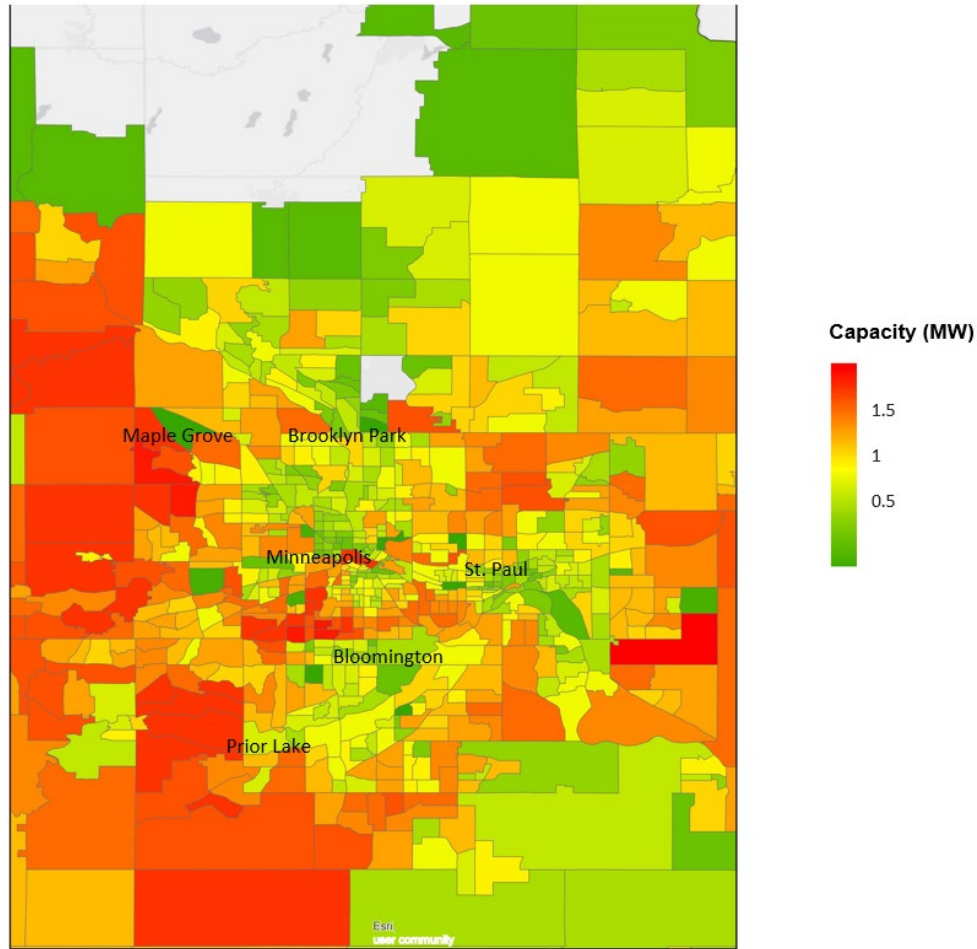 Capacity (MW)
1.5
1
0.5
Maple Grove
Brooklyn Park
Minneapolis
St. Paul
Bloomington
Prior Lake
Esri,
user community